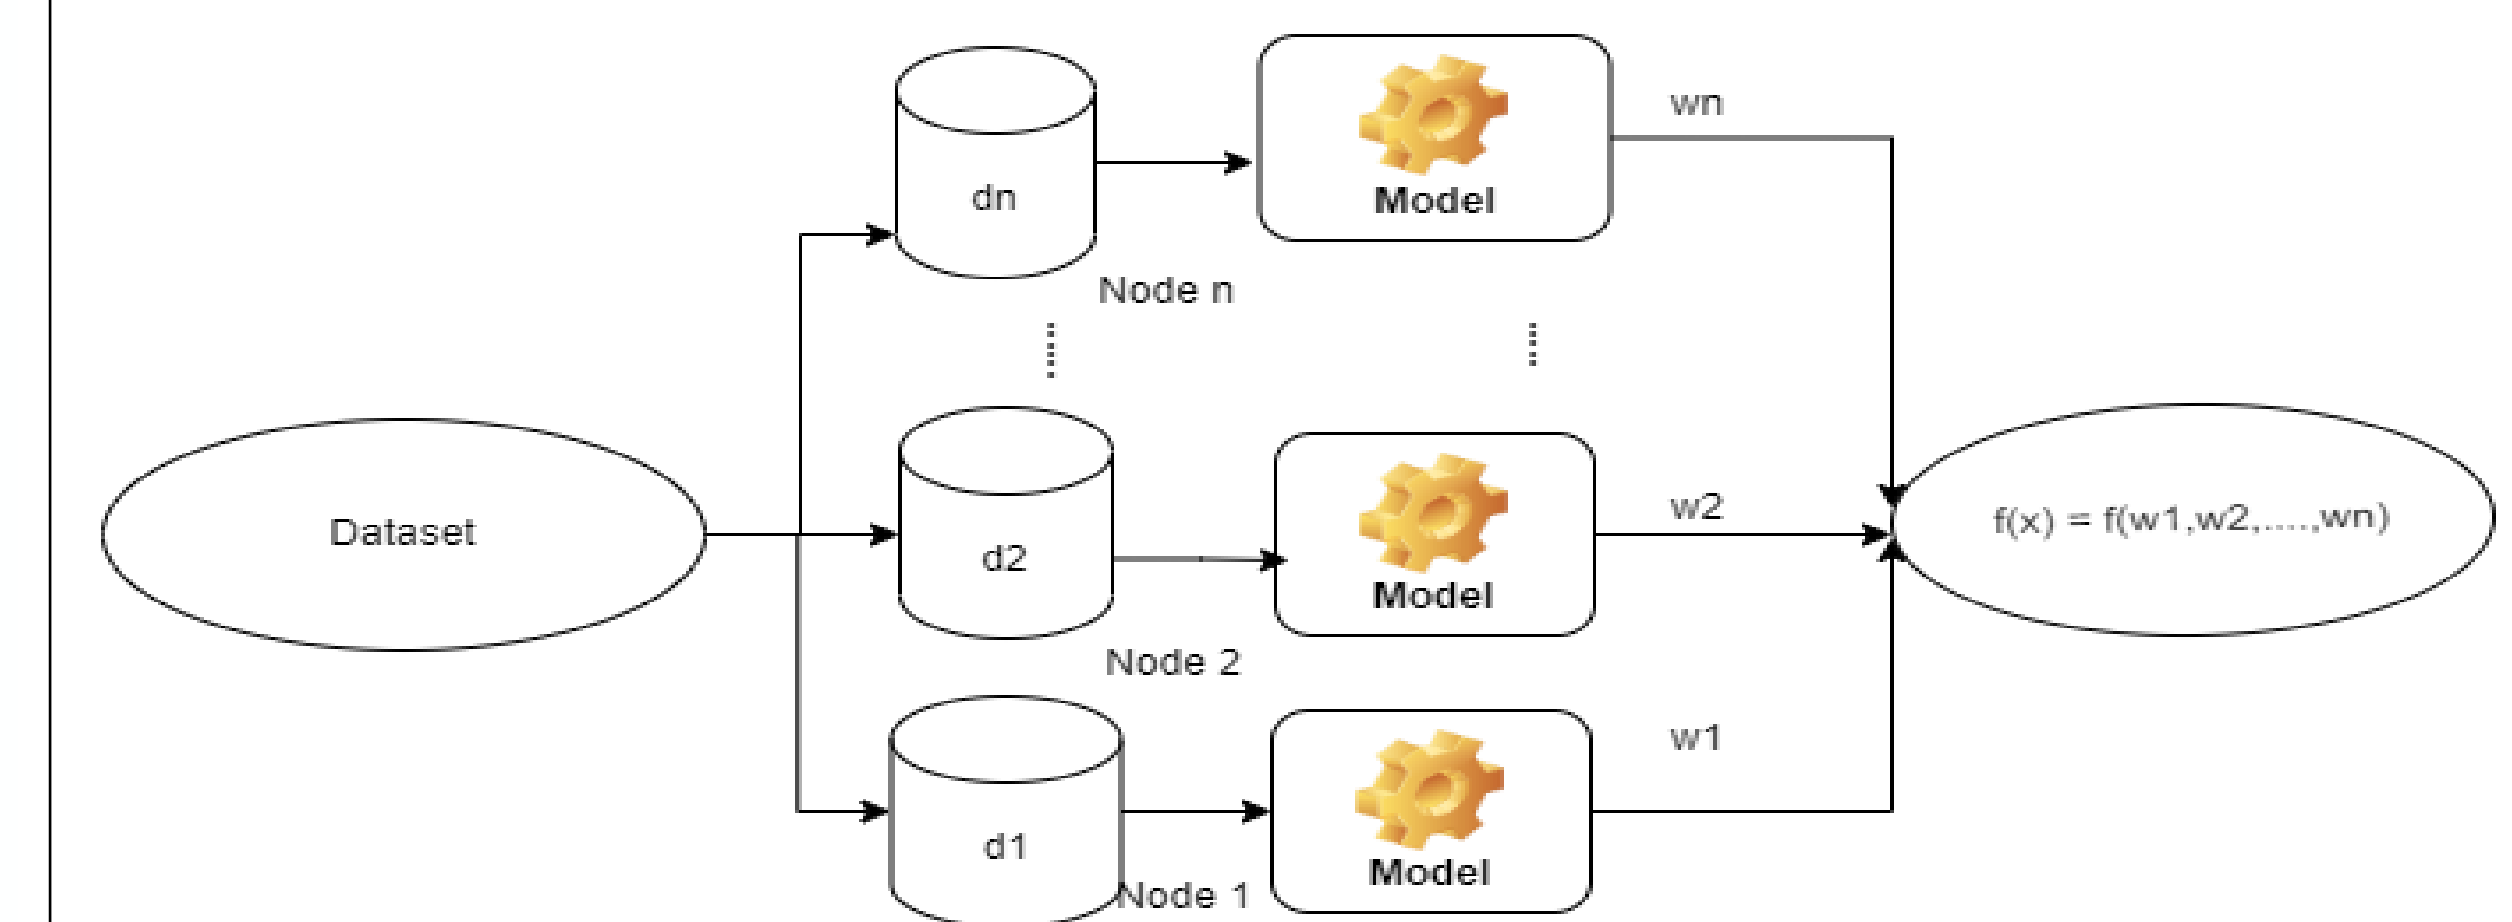 wn
dn
Model
Node n
Dataset
d2
w2
Model
f(x) = f(w1,w2,....,wn)
Node 2
w1
d1
Model
Node 1